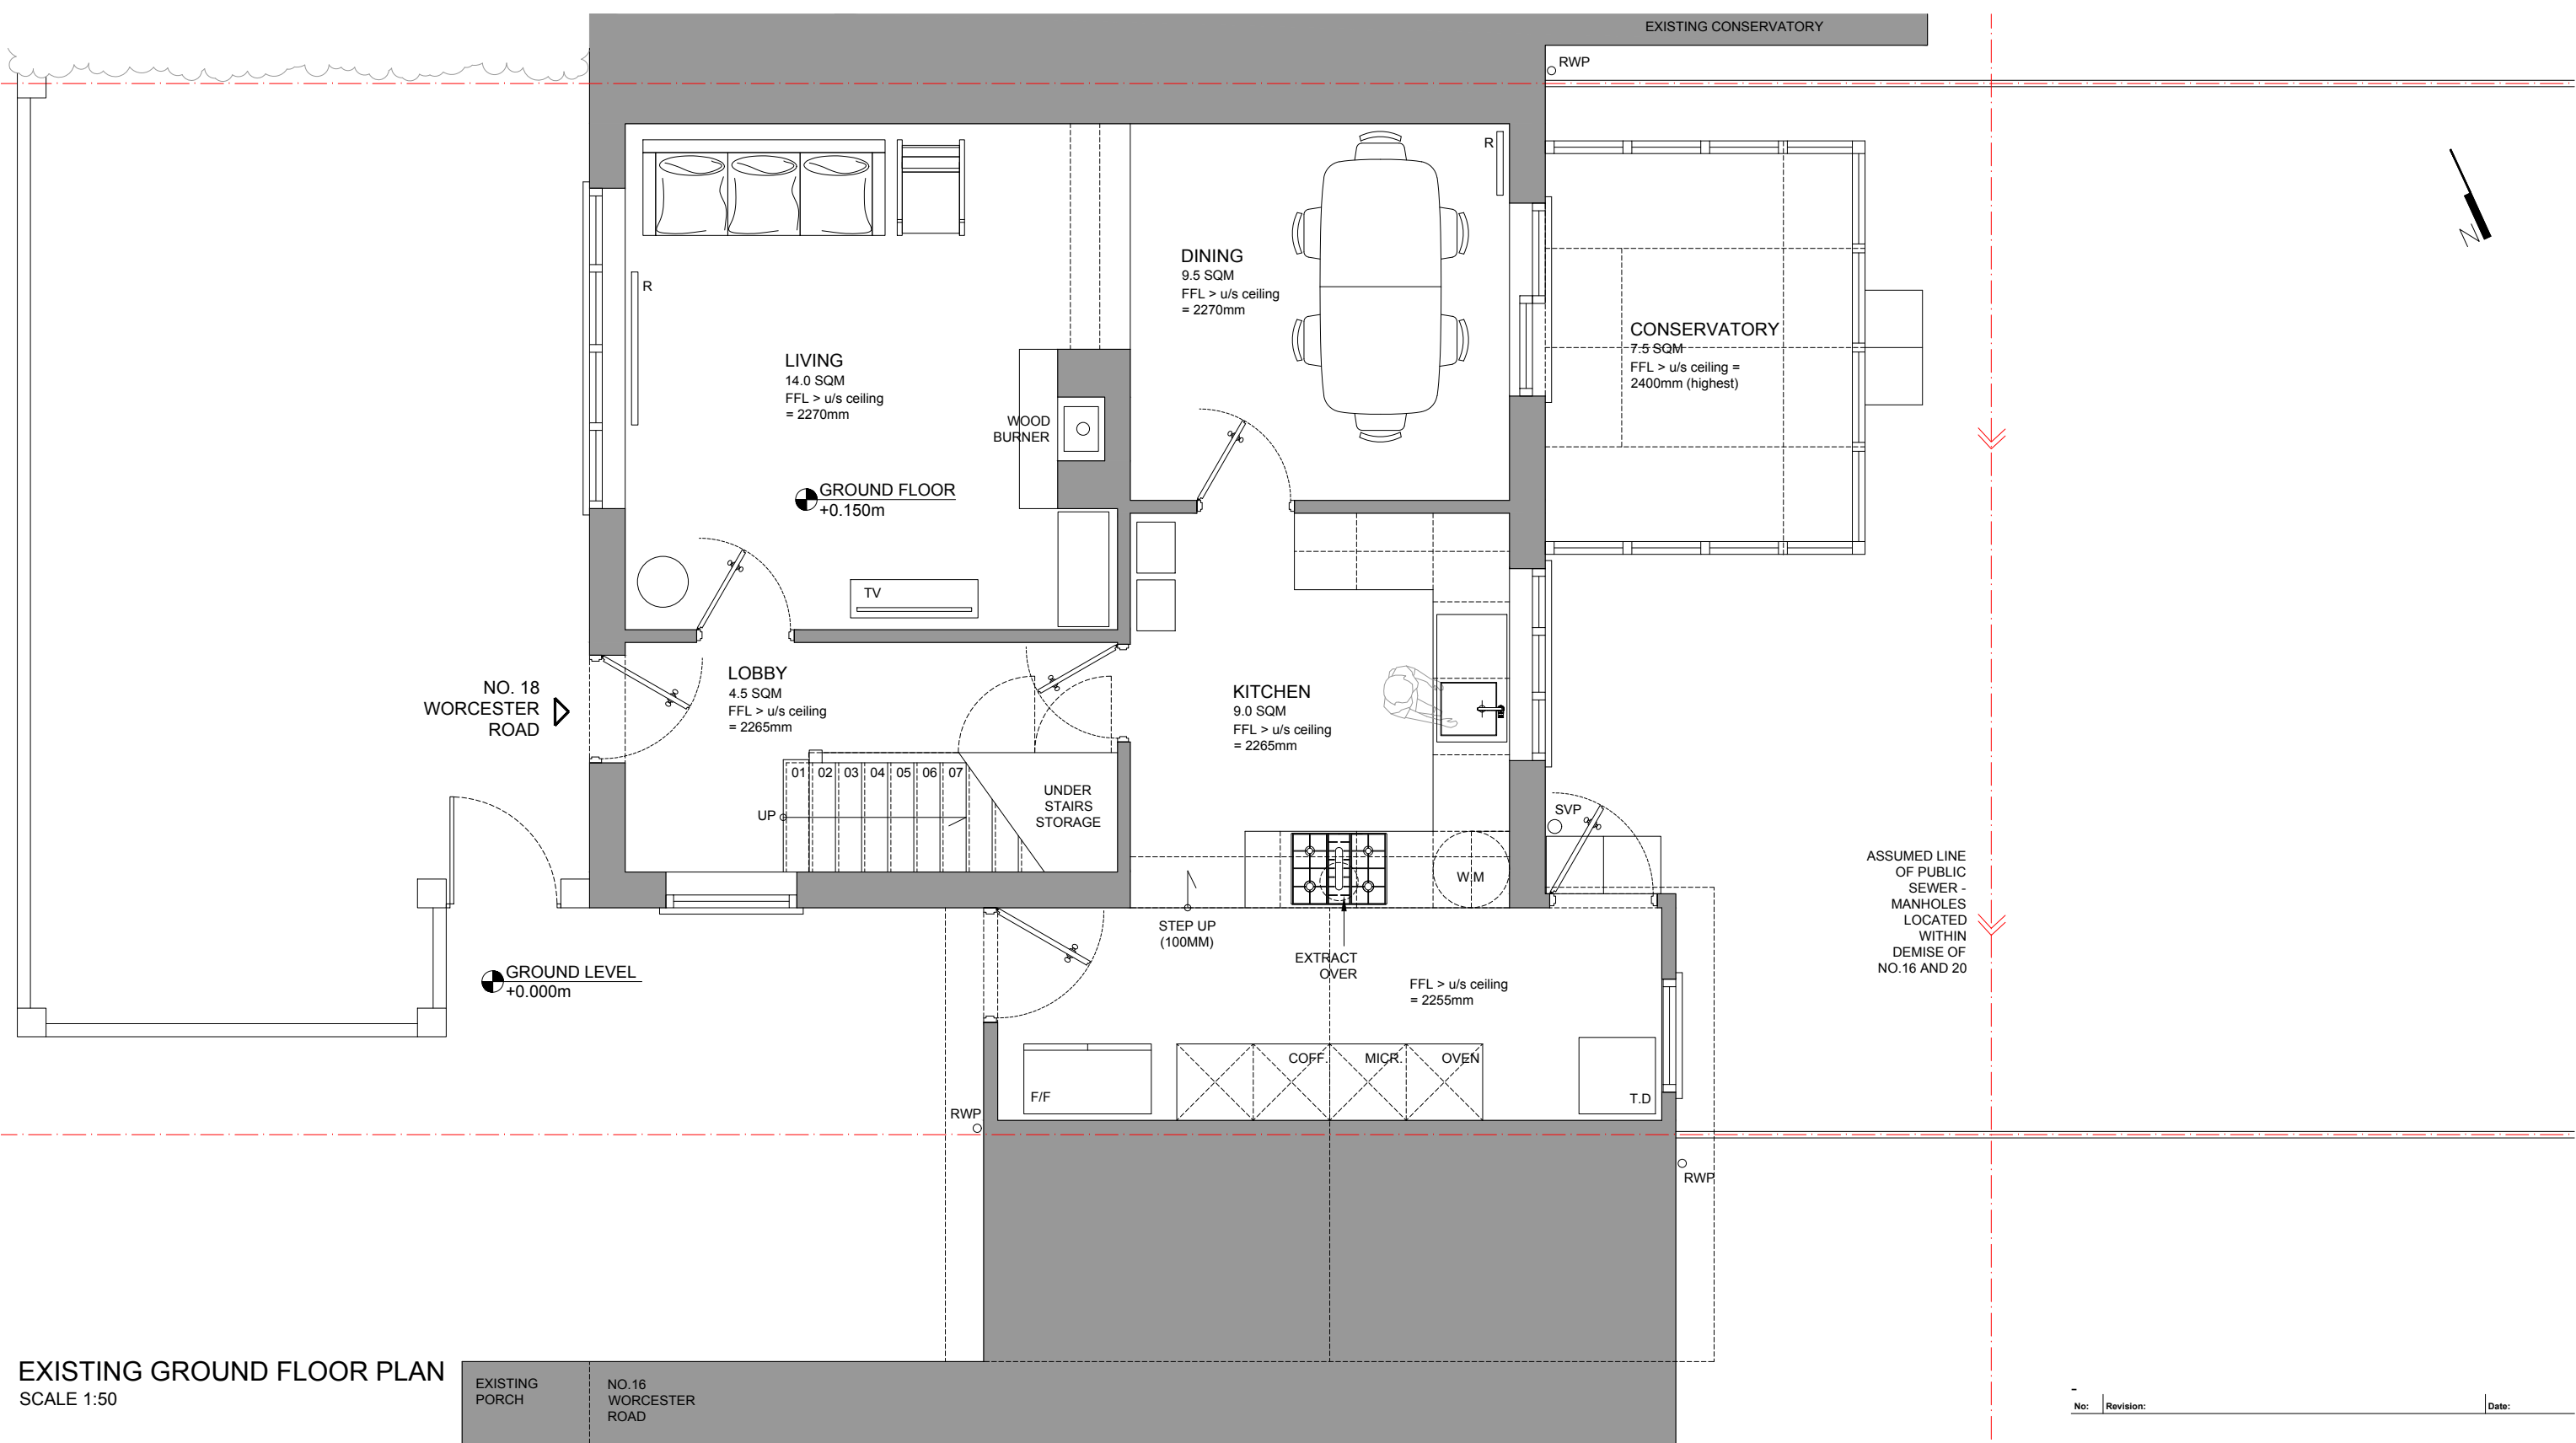 EXISTING CONSERVATORY
RWP
R
DINING
9.5 SQM
FFL > u/s ceiling
= 2270mm
N
R
LIVING
14.0 SQM
FFL > u/s ceiling
= 2270mm
CONSERVATORY
7.5 SQM
FFL > u/s ceiling =
2400mm (highest)
WOOD
BURNER
GROUND FLOOR
+0.150m
TV
NO. 18
WORCESTER
ROAD
LOBBY
4.5 SQM
FFL > u/s ceiling
= 2265mm
KITCHEN
9.0 SQM
FFL > u/s ceiling
= 2265mm
01 02 03 04 05 06 07
UP
UNDER
STAIRS
STORAGE
SVP
W.M
ASSUMED LINE
OF PUBLIC
SEWER -
MANHOLES
LOCATED
WITHIN
DEMISE OF
NO.16 AND 20
STEP UP
(100MM)
EXTRACT
OVER
GROUND LEVEL
+0.000m
FFL > u/s ceiling
= 2255mm
COFF. MICR. OVEN
F/F
T.D
RWP
RWP
EXISTING GROUND FLOOR PLAN
SCALE 1:50
EXISTING
PORCH
NO.16
WORCESTER
ROAD
-
No: Revision: Date: